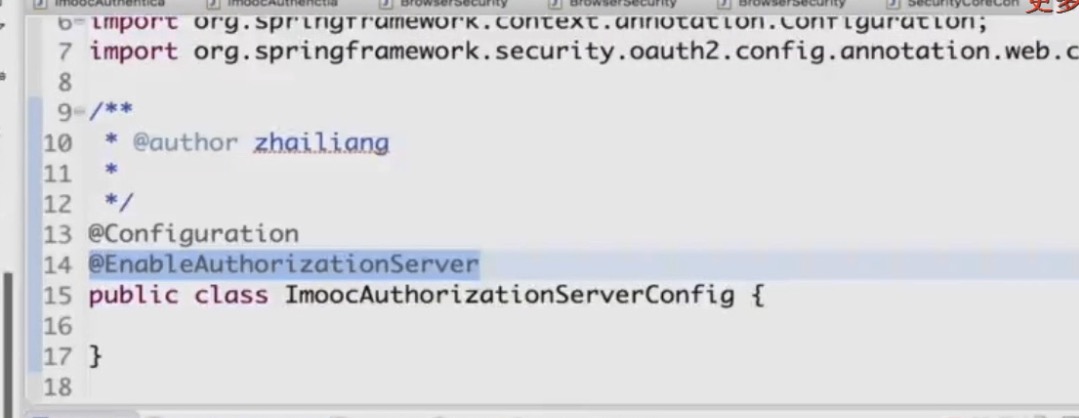 ImoocAuthentica ImoocAuthenctia BrowserSecurity BrowserSecurity BrowserSecurity SecurityCoreCon 更多
6 import org.springframework.context.annotation.Configuration;
7 import org.springframework.security.oauth2.config.annotation.web.c
8
9 /**
10 * @author zhailiang
11 *
12 */
13 @Configuration
14 @EnableAuthorizationServer
15 public class ImoocAuthorizationServerConfig {
16
17 }
18